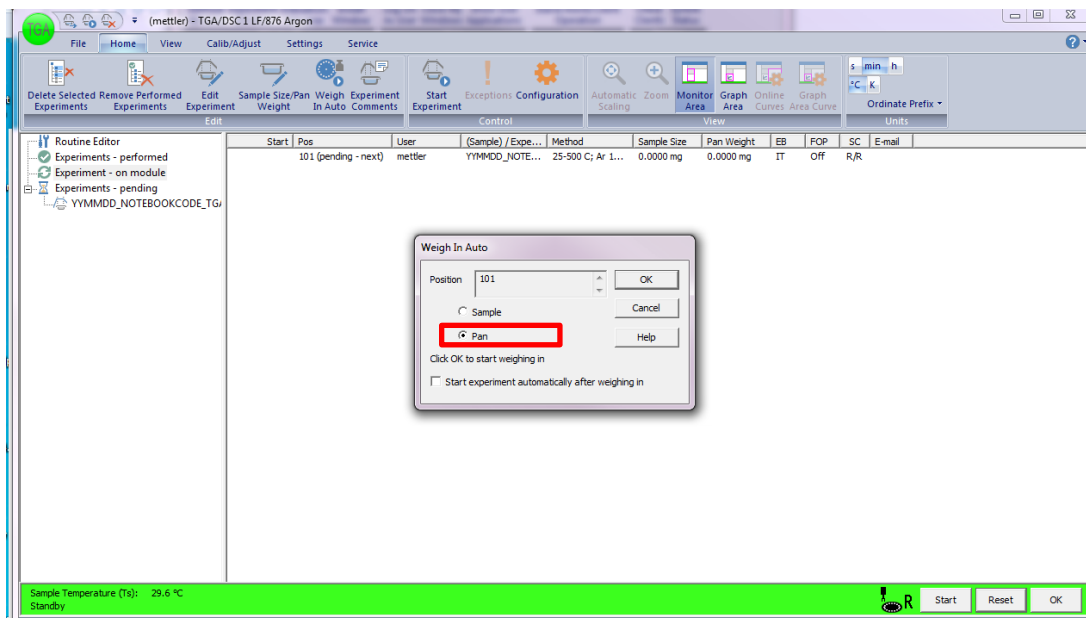 TGA
(mettler) - TGA/DSC 1 LF/876 Argon
File Home View Calib/Adjust Settings Service
Delete Selected Experiments
Remove Performed Experiments
Edit Experiment
Sample Size/Pan Weight
Weigh In Auto
Experiment Comments
Start Experiment
Exceptions
Configuration
Automatic Scaling
Zoom
Monitor Area
Graph Area
Online Curves
Graph Area Curve
s min h
°C K
Ordinate Prefix
Edit Control View Units
Routine Editor
Experiments - performed
Experiment - on module
Experiments - pending
YYMMDD_NOTEBOOKCODE_TGA
Start Pos User (Sample) / Expe... Method Sample Size Pan Weight EB FOP SC E-mail
101 (pending - next) mettler YYMMDD_NOTE... 25-500 C; Ar 1... 0.0000 mg 0.0000 mg IT Off R/R
Weigh In Auto
Position 101 OK
Sample Cancel
Pan Help
Click OK to start weighing in
Start experiment automatically after weighing in
Sample Temperature (Ts): 29.6 °C
Standby
R Start Reset OK